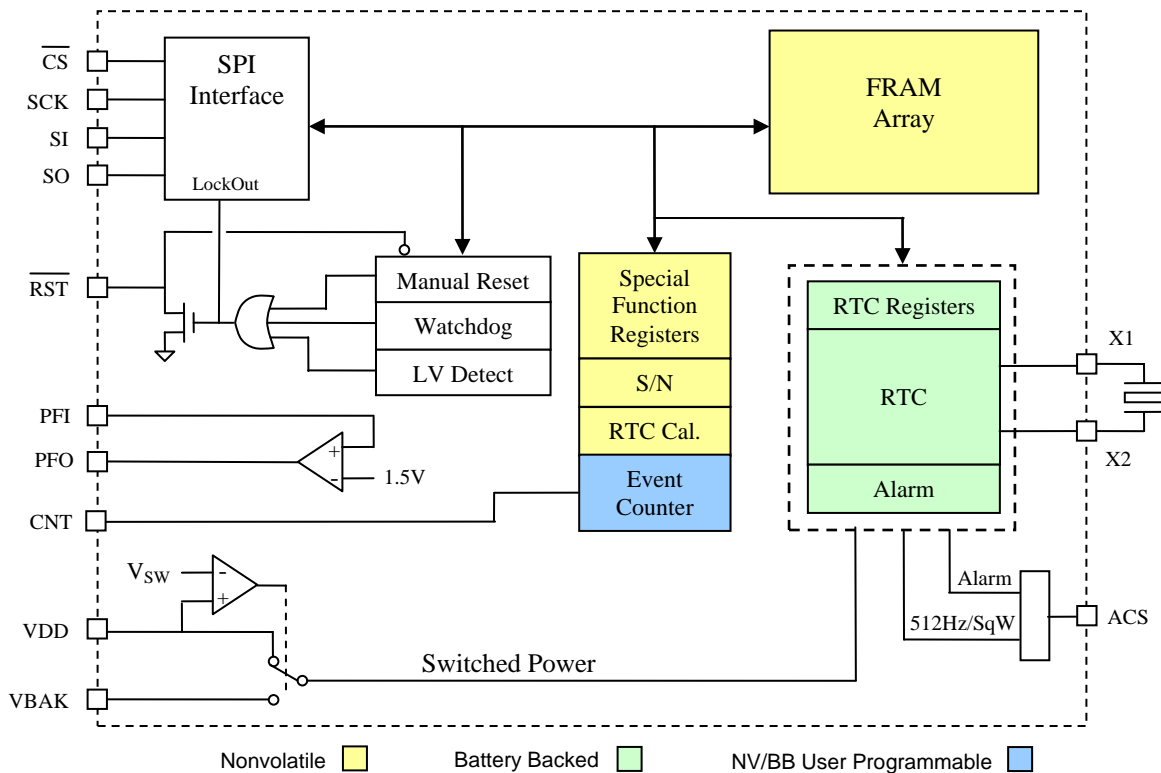 CS
SCK
SI
SO
SPI
Interface
LockOut
FRAM
Array
RST
Manual Reset
Watchdog
LV Detect
Special
Function
Registers
S/N
RTC Cal.
Event
Counter
RTC Registers
RTC
Alarm
X1
X2
PFI
PFO
+
-
1.5V
CNT
VSW
-
+
VDD
VBAK
Switched Power
Alarm
512Hz/SqW
ACS
Nonvolatile
Battery Backed
NV/BB User Programmable